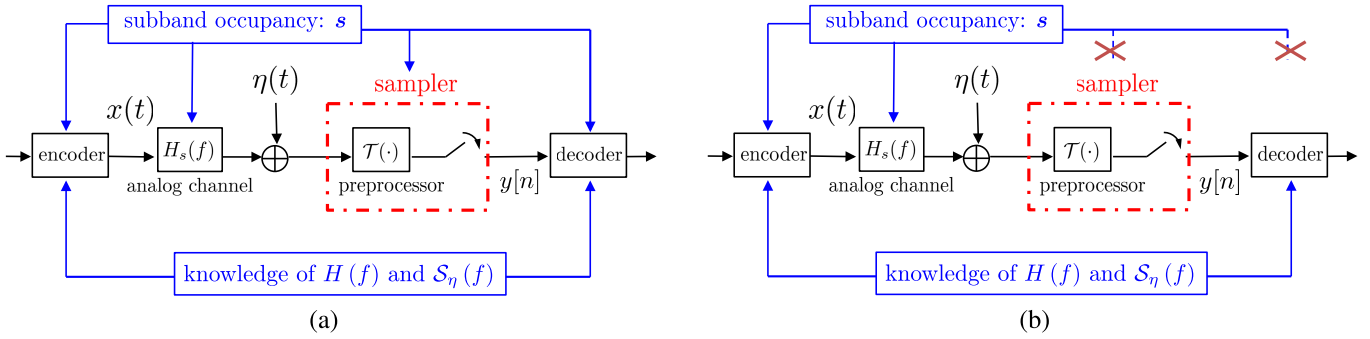 subband occupancy: s
η(t)
sampler
x(t)
encoder
H_s(f)
𝒯(·)
decoder
analog channel
preprocessor
y[n]
knowledge of H (f) and 𝒮_η (f)
(a)
subband occupancy: s
η(t)
sampler
x(t)
encoder
H_s(f)
𝒯(·)
decoder
analog channel
preprocessor
y[n]
knowledge of H (f) and 𝒮_η (f)
(b)